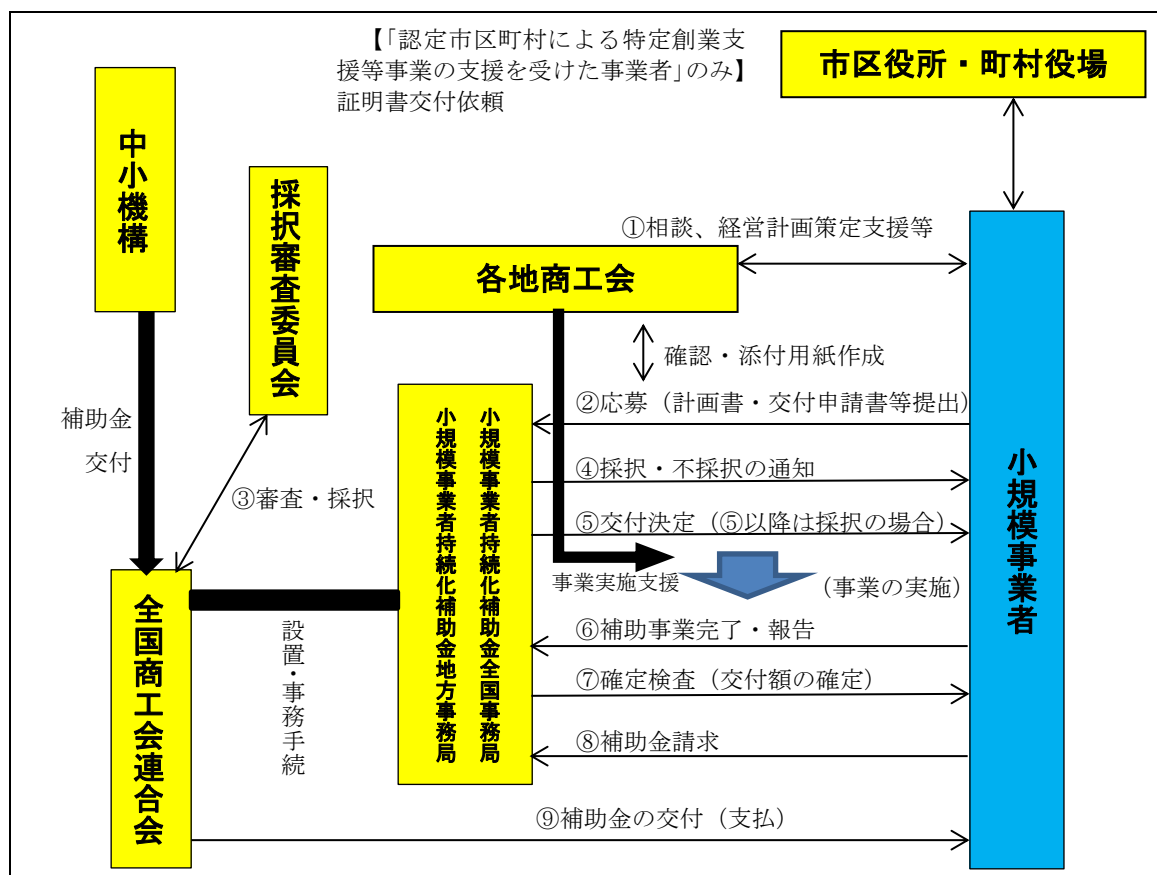 【「認定市区町村による特定創業支
援等事業の支援を受けた事業者」のみ】
証明書交付依頼
市区役所・町村役場
中小機構
採択審査委員会
①相談、経営計画策定支援等
各地商工会
確認・添付用紙作成
補助金
交付
③審査・採択
小規模事業者持続化補助金全国事務局
小規模事業者持続化補助金地方事務局
②応募（計画書・交付申請書等提出）
④採択・不採択の通知
⑤交付決定（⑤以降は採択の場合）
事業実施支援
（事業の実施）
小規模事業者
全国商工会連合会
設置・事務手続
⑥補助事業完了・報告
⑦確定検査（交付額の確定）
⑧補助金請求
⑨補助金の交付（支払）